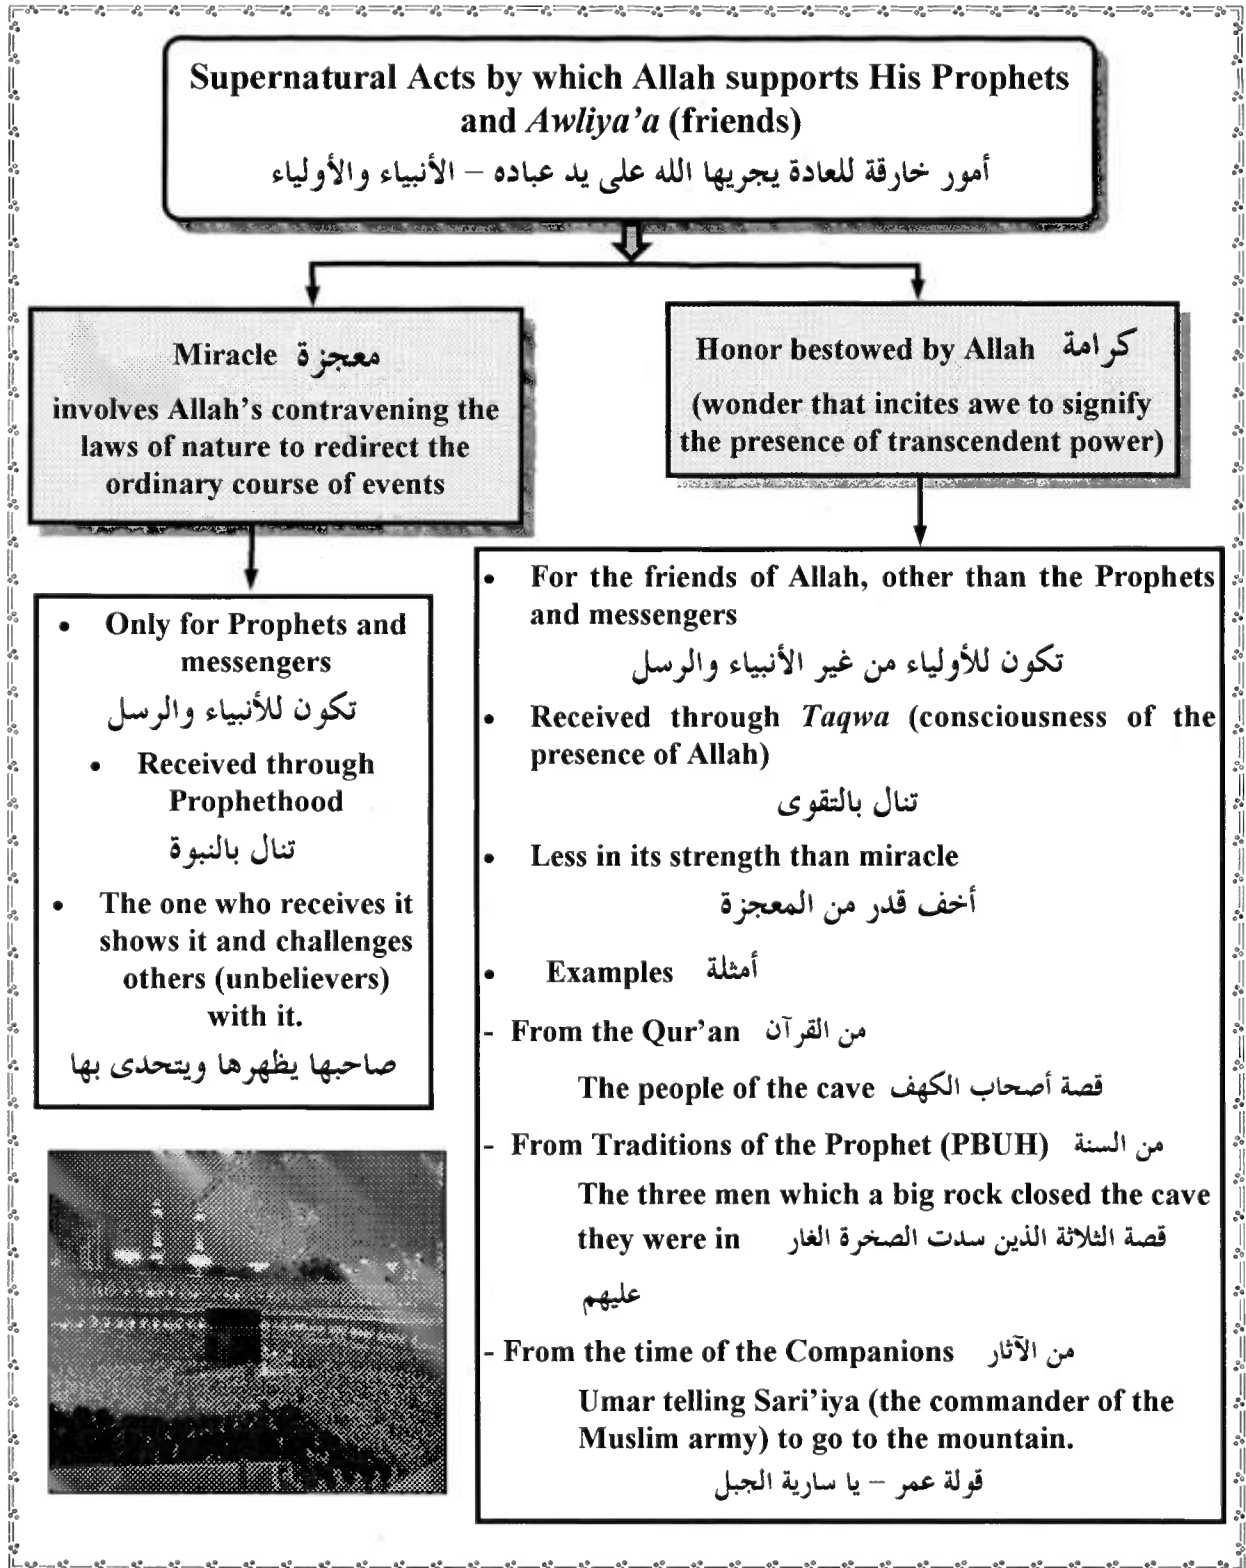 Supernatural Acts by which Allah supports His Prophets
and Awliya'a (friends)
أمور خارقة للعادة يجريها الله على يد عباده – الأنبياء والأولياء
Miracle معجزة
involves Allah's contravening the
laws of nature to redirect the
ordinary course of events
Honor bestowed by Allah كرامة
(wonder that incites awe to signify
the presence of transcendent power)
• Only for Prophets and
messengers
تكون للأنبياء والرسل
• Received through
Prophethood
تنال بالنبوة
• The one who receives it
shows it and challenges
others (unbelievers)
with it.
صاحبها يظهرها ويتحدى بها
• For the friends of Allah, other than the Prophets
and messengers
تكون للأولياء من غير الأنبياء والرسل
• Received through Taqwa (consciousness of the
presence of Allah)
تنال بالتقوى
• Less in its strength than miracle
أخف قدر من المعجزة
• Examples أمثلة
- From the Qur'an من القرآن
The people of the cave قصة أصحاب الكهف
- From Traditions of the Prophet (PBUH) من السنة
The three men which a big rock closed the cave
they were in قصة الثلاثة الذين سدت الصخرة الغار
عليهم
- From the time of the Companions من الآثار
Umar telling Sari'iya (the commander of the
Muslim army) to go to the mountain.
قولة عمر – يا سارية الجبل